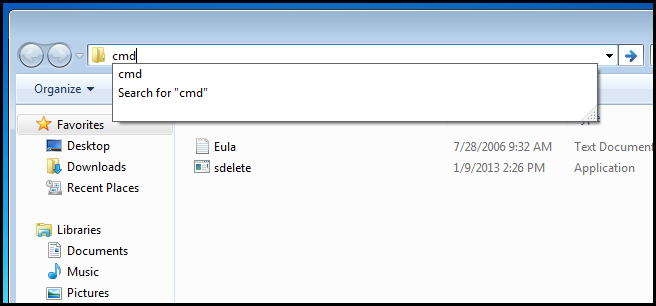 cmd
cmd
Search for "cmd"
Organize
Favorites
Desktop
Downloads
Recent Places
Libraries
Documents
Music
Pictures
Eula 7/28/2006 9:32 AM Text Documen
sdelete 1/9/2013 2:26 PM Application